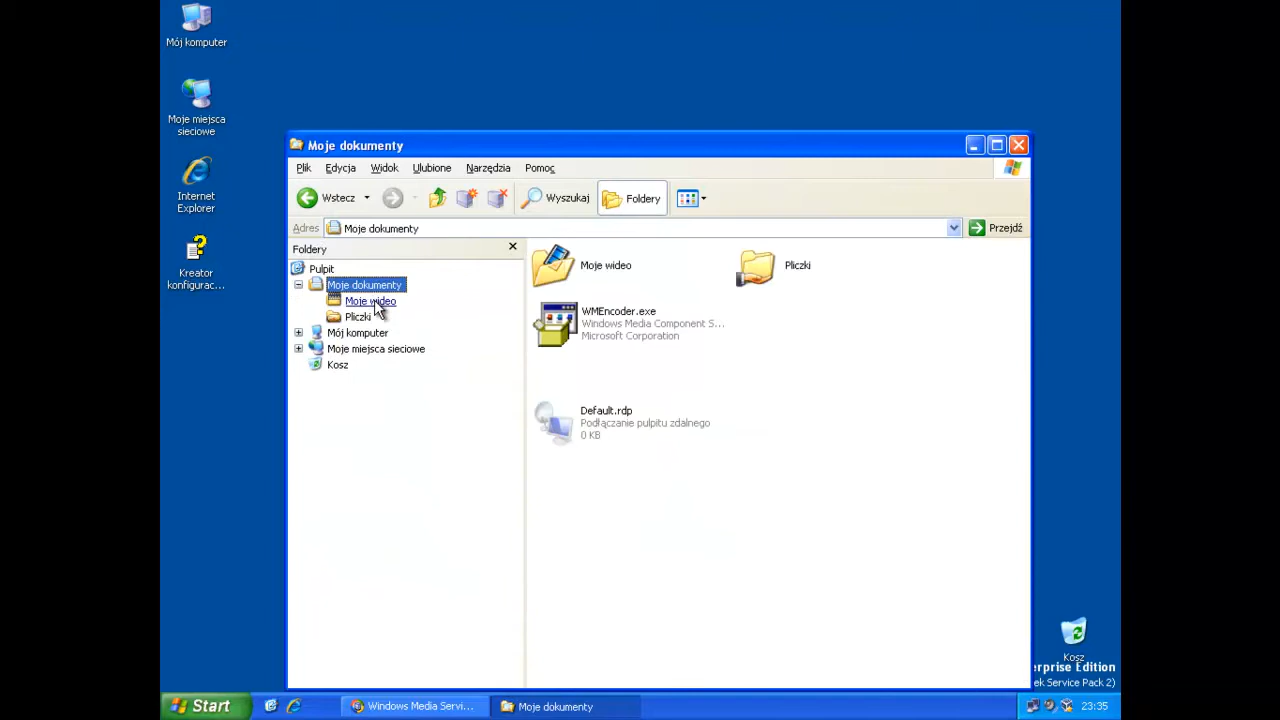 Mój komputer
Moje miejsca
sieciowe
Internet
Explorer
Kreator
konfigurac...
Moje dokumenty
Plik Edycja Widok Ulubione Narzędzia Pomoc
Wstecz Wyszukaj Foldery
Adres Moje dokumenty Przejdź
Foldery
Pulpit
Moje dokumenty
Moje wideo
Pliczki
Mój komputer
Moje miejsca sieciowe
Kosz
Moje wideo
Pliczki
WMEncoder.exe
Windows Media Component S...
Microsoft Corporation
Default.rdp
Podłączanie pulpitu zdalnego
0 KB
Kosz
erprise Edition
ek Service Pack 2)
Start Windows Media Servi... Moje dokumenty 23:35